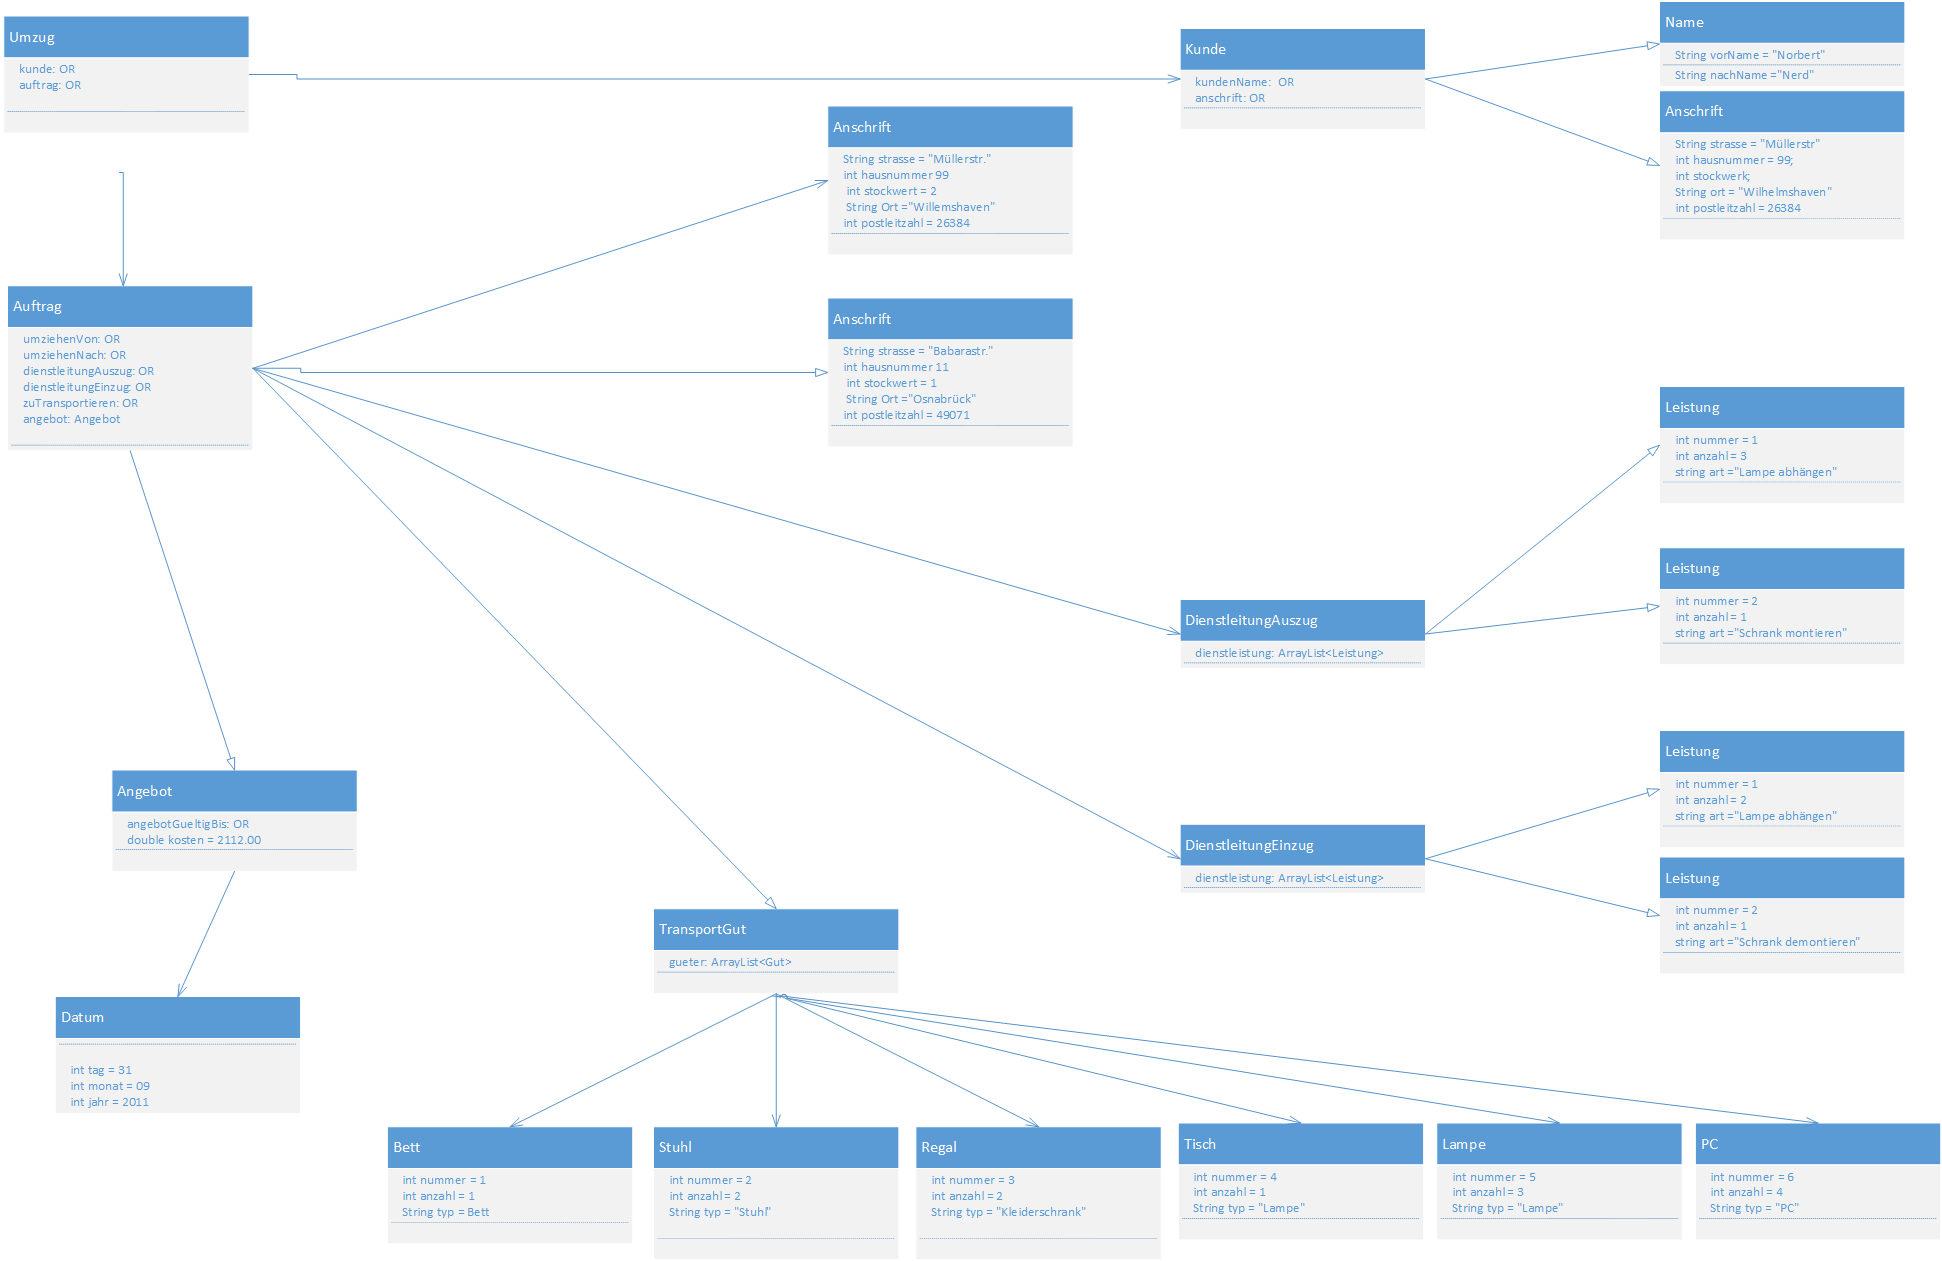 Umzug
kunde: OR
auftrag: OR
Kunde
kundenName:  OR
anschrift: OR
Name
String vorName = "Norbert"
String nachName ="Nerd"
Anschrift
String strasse = "Müllerstr"
int hausnummer = 99;
int stockwerk;
String ort = "Wilhelmshaven"
int postleitzahl = 26384
Anschrift
String strasse = "Müllerstr."
int hausnummer 99
int stockwert = 2
String Ort ="Willemshaven"
int postleitzahl = 26384
Auftrag
umziehenVon: OR
umziehenNach: OR
dienstleitungAuszug: OR
dienstleitungEinzug: OR
zuTransportieren: OR
angebot: Angebot
Anschrift
String strasse = "Babarastr."
int hausnummer 11
int stockwert = 1
String Ort ="Osnabrück"
int postleitzahl = 49071
Leistung
int nummer = 1
int anzahl = 3
string art ="Lampe abhängen"
Leistung
int nummer = 2
int anzahl = 1
string art ="Schrank montieren"
DienstleitungAuszug
dienstleistung: ArrayList<Leistung>
Leistung
int nummer = 1
int anzahl = 2
string art ="Lampe abhängen"
DienstleitungEinzug
dienstleistung: ArrayList<Leistung>
Leistung
int nummer = 2
int anzahl = 1
string art ="Schrank demontieren"
Angebot
angebotGueltigBis: OR
double kosten = 2112.00
TransportGut
gueter: ArrayList<Gut>
Datum
int tag = 31
int monat = 09
int jahr = 2011
Bett
int nummer = 1
int anzahl = 1
String typ = Bett
Stuhl
int nummer = 2
int anzahl = 2
String typ = "Stuhl"
Regal
int nummer = 3
int anzahl = 2
String typ = "Kleiderschrank"
Tisch
int nummer = 4
int anzahl = 1
String typ = "Lampe"
Lampe
int nummer = 5
int anzahl = 3
String typ = "Lampe"
PC
int nummer = 6
int anzahl = 4
String typ = "PC"